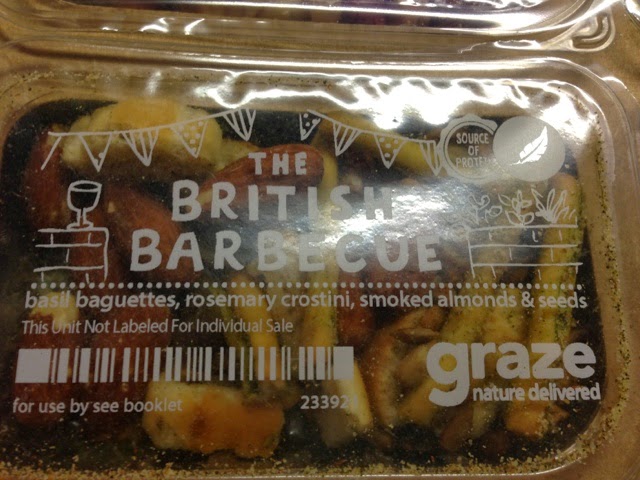 SOURCE
OF
PROTEIN
THE
BRITISH
BARBECUE
basil baguettes, rosemary crostini, smoked almonds & seeds
This Unit Not Labeled For Individual Sale
graze
nature delivered
for use by see booklet
23392